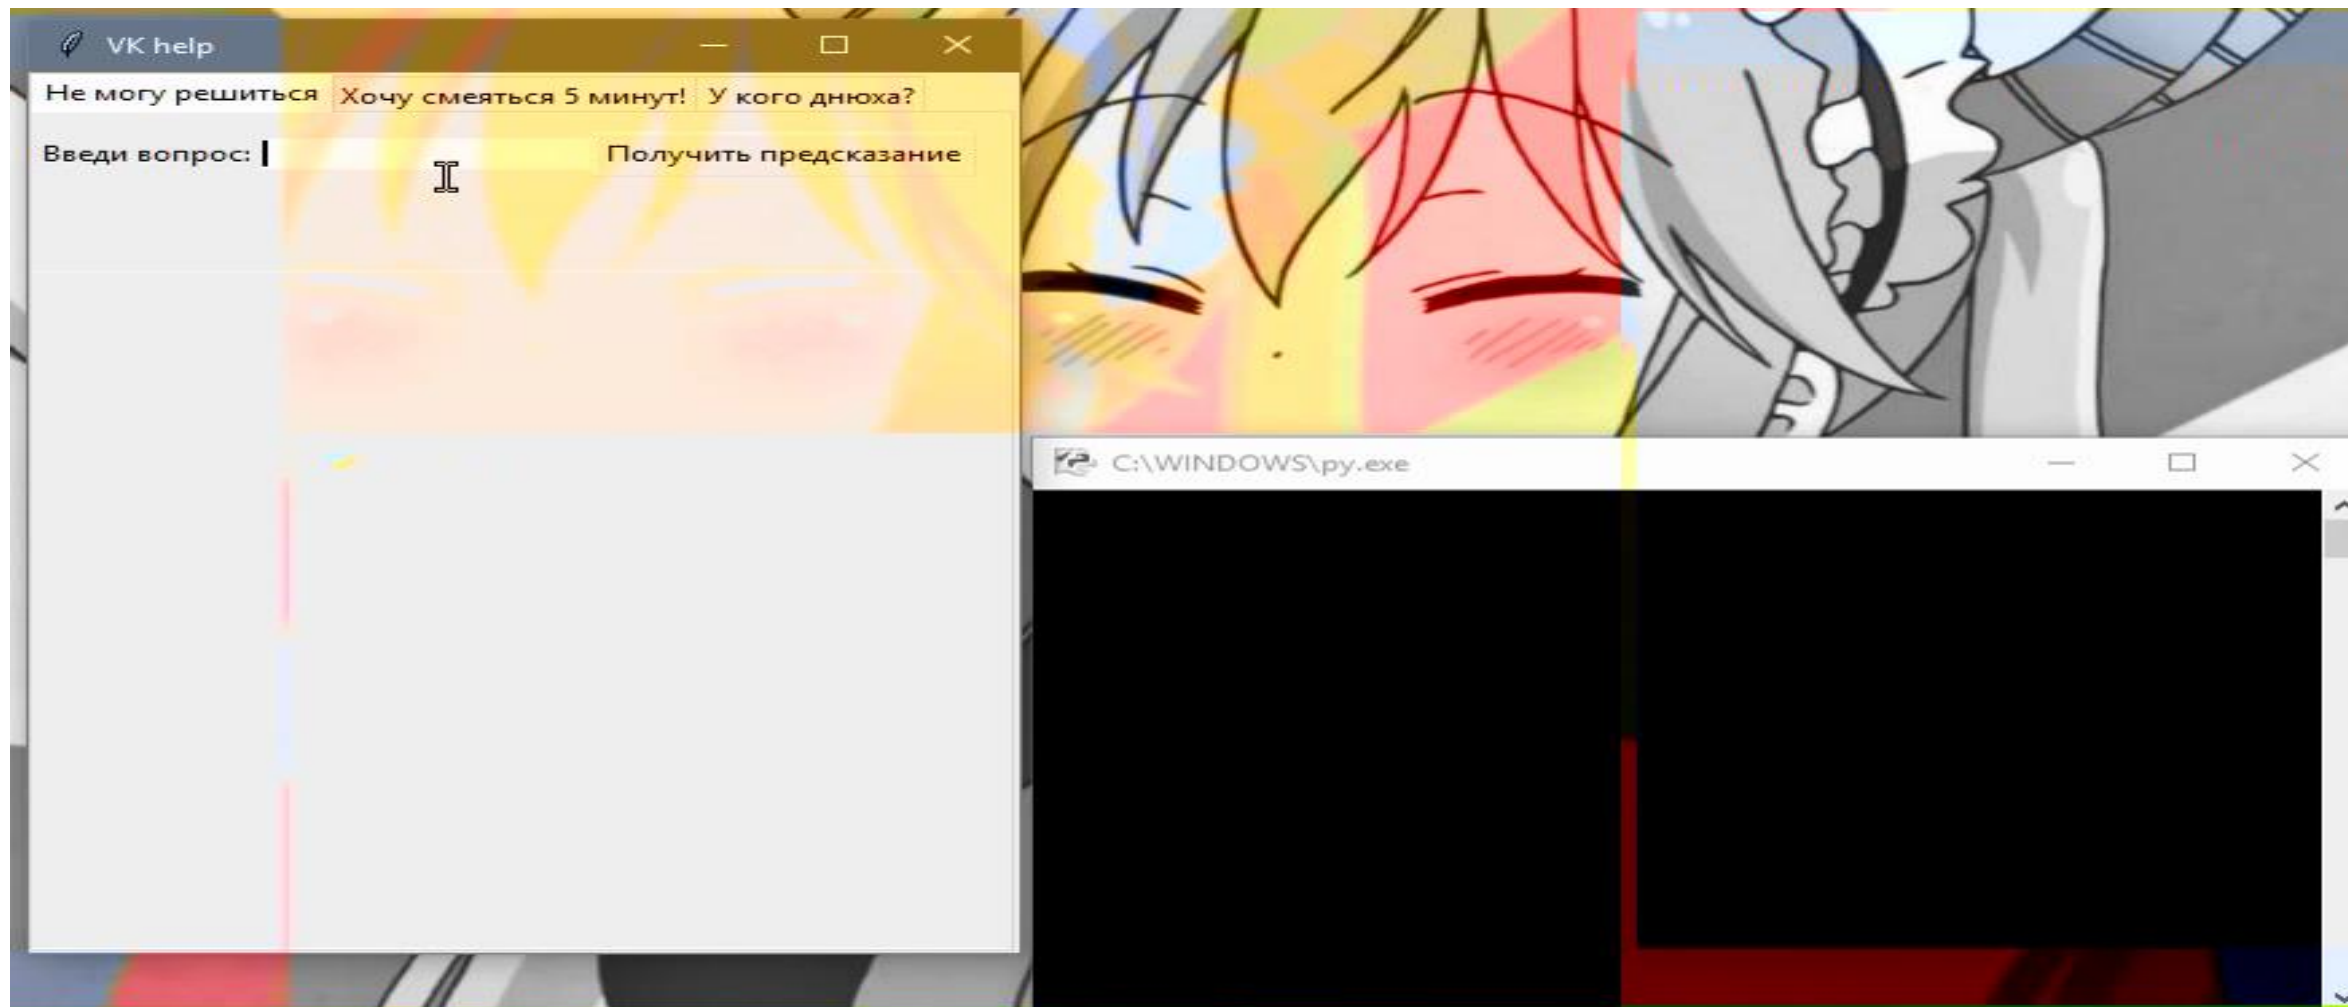 VK help
Не могу решиться Хочу смеяться 5 минут! У кого днюха?
Введи вопрос: Получить предсказание
C:\WINDOWS\py.exe